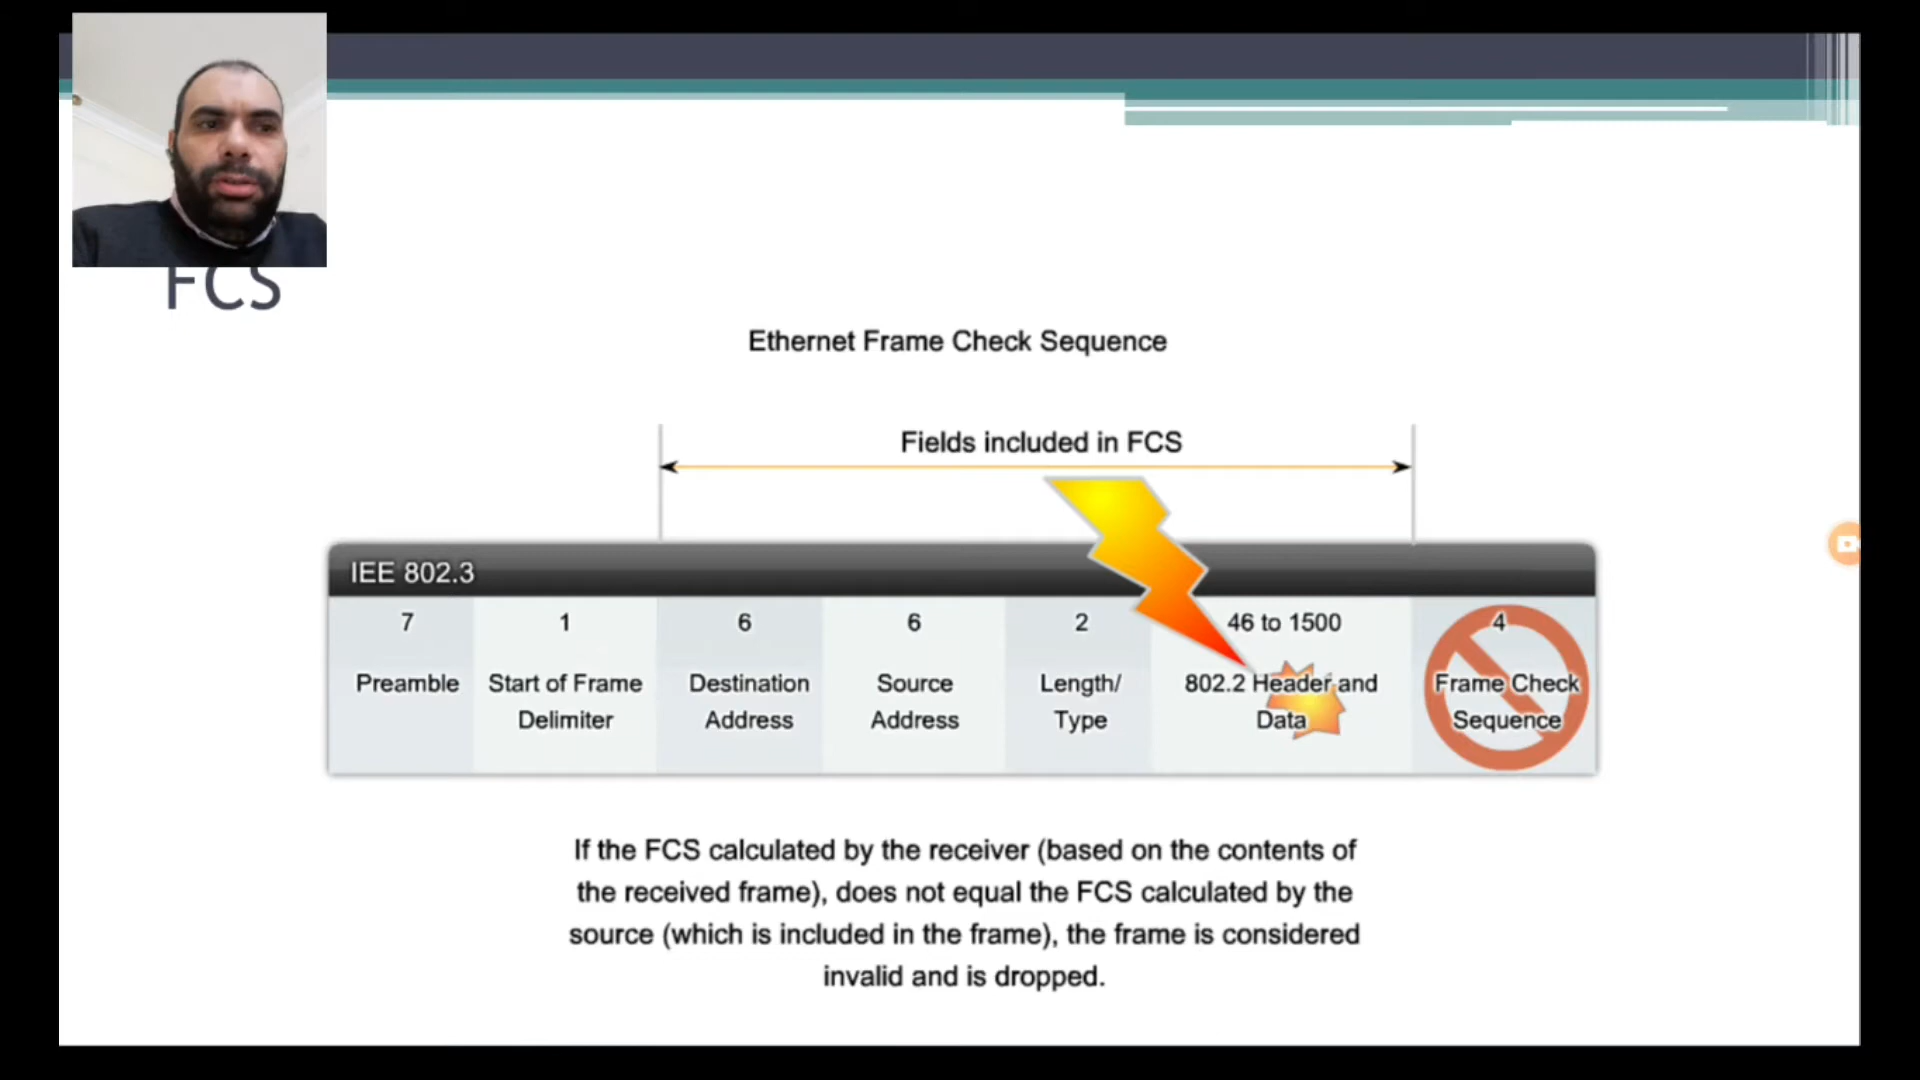 FCS
Ethernet Frame Check Sequence
Fields included in FCS
IEE 802.3
7 1 6 6 2 46 to 1500 4
Preamble Start of Frame Destination Source Length/ 802.2 Header and Frame Check
Delimiter Address Address Type Data Sequence
If the FCS calculated by the receiver (based on the contents of
the received frame), does not equal the FCS calculated by the
source (which is included in the frame), the frame is considered
invalid and is dropped.